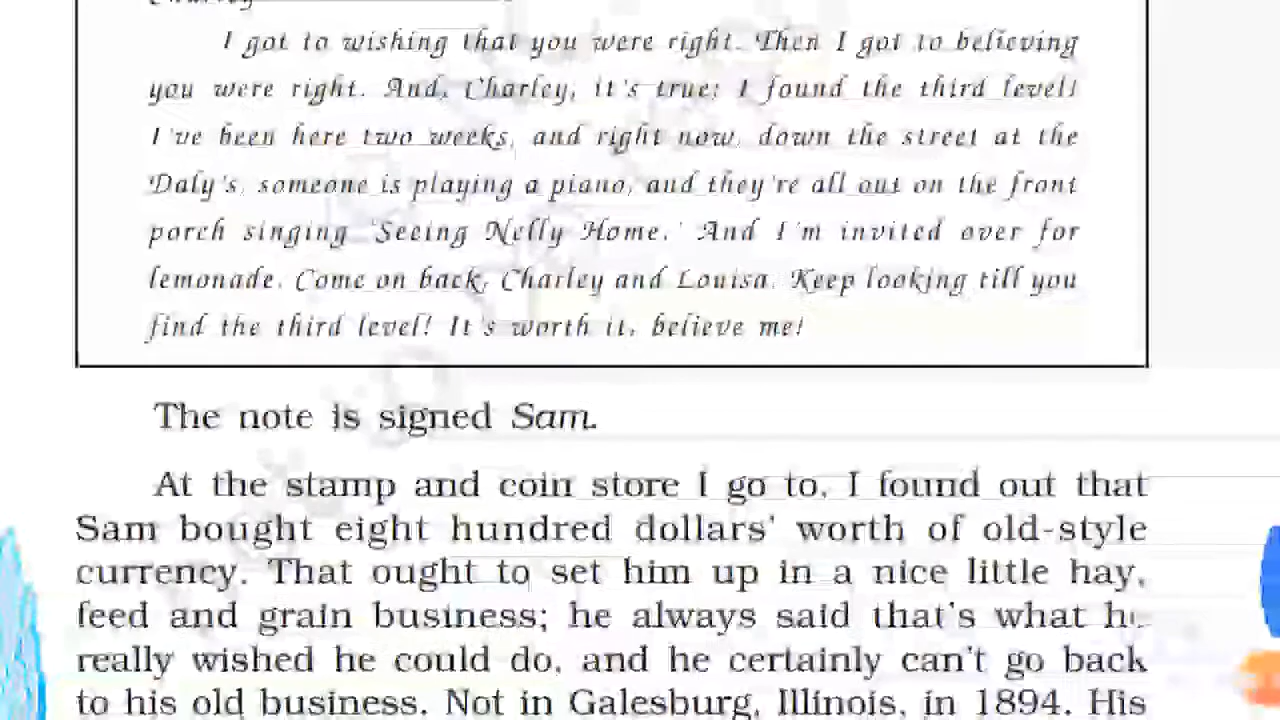 I got to wishing that you were right. Then I got to believing
you were right. And, Charley, it's true; I found the third level!
I've been here two weeks, and right now, down the street at the
Daly's, someone is playing a piano, and they're all out on the front
porch singing 'Seeing Nelly Home.' And I'm invited over for
lemonade. Come on back, Charley and Louisa. Keep looking till you
find the third level! It's worth it, believe me!
The note is signed Sam.
At the stamp and coin store I go to, I found out that
Sam bought eight hundred dollars' worth of old-style
currency. That ought to set him up in a nice little hay,
feed and grain business; he always said that's what he
really wished he could do, and he certainly can't go back
to his old business. Not in Galesburg, Illinois, in 1894. His